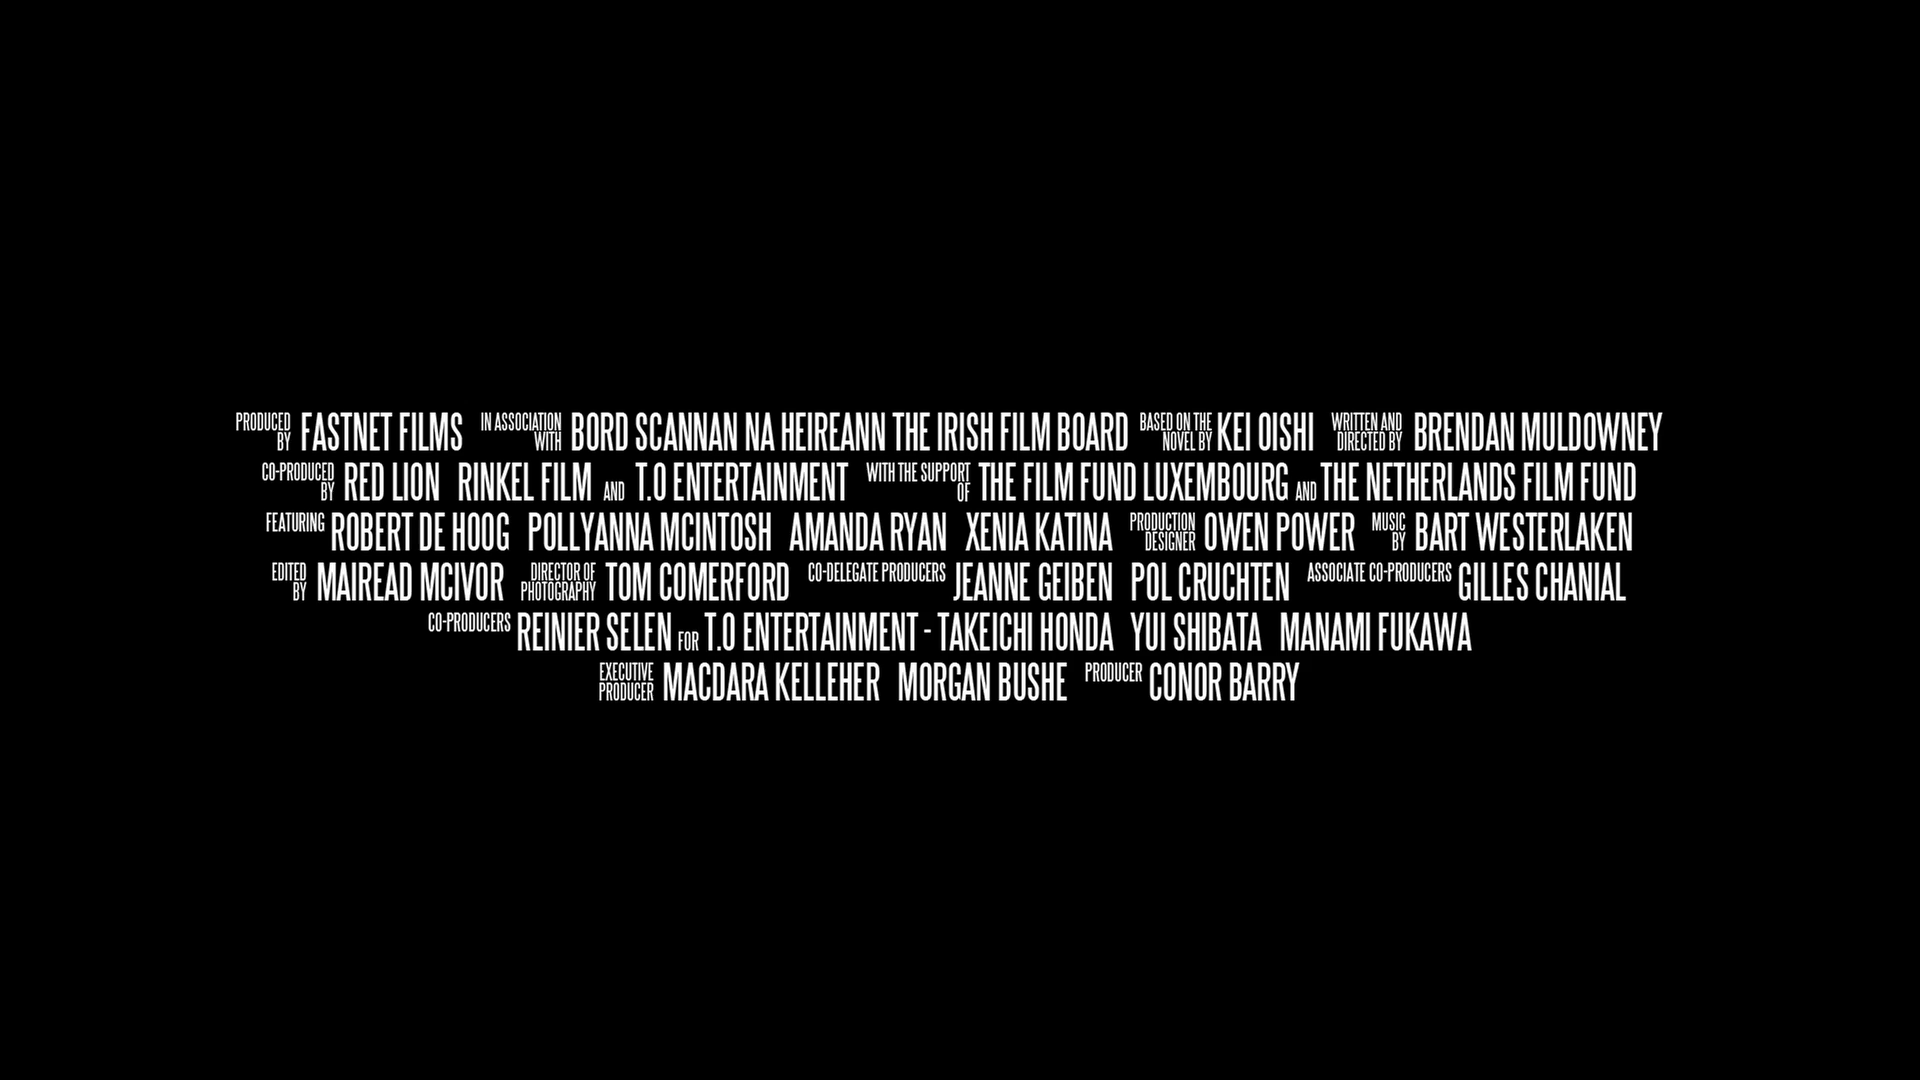 PRODUCED BY FASTNET FILMS IN ASSOCIATION WITH BORD SCANNAN NA HEIREANN THE IRISH FILM BOARD BASED ON THE NOVEL BY KEI OISHI WRITTEN AND DIRECTED BY BRENDAN MULDOWNEY
CO-PRODUCED BY RED LION RINKEL FILM AND T.O ENTERTAINMENT WITH THE SUPPORT OF THE FILM FUND LUXEMBOURG AND THE NETHERLANDS FILM FUND
FEATURING ROBERT DE HOOG POLLYANNA MCINTOSH AMANDA RYAN XENIA KATINA PRODUCTION DESIGNER OWEN POWER MUSIC BY BART WESTERLAKEN
EDITED BY MAIREAD MCIVOR DIRECTOR OF PHOTOGRAPHY TOM COMERFORD CO-DELEGATE PRODUCERS JEANNE GEIBEN POL CRUCHTEN ASSOCIATE CO-PRODUCERS GILLES CHANIAL
CO-PRODUCERS REINIER SELEN FOR T.O ENTERTAINMENT - TAKEICHI HONDA YUI SHIBATA MANAMI FUKAWA
EXECUTIVE PRODUCER MACDARA KELLEHER MORGAN BUSHE PRODUCER CONOR BARRY